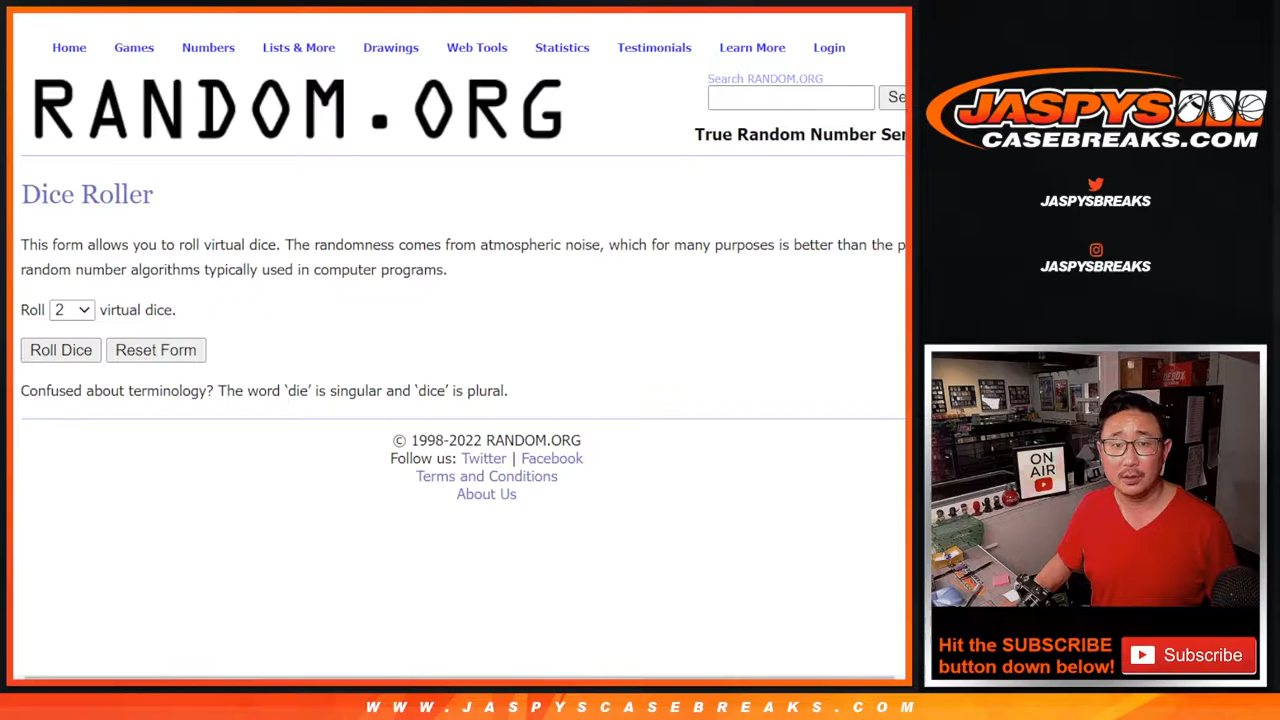 Home Games Numbers Lists & More Drawings Web Tools Statistics Testimonials Learn More Login
RANDOM.ORG
Search RANDOM.ORG
Se
True Random Number Ser
Dice Roller
This form allows you to roll virtual dice. The randomness comes from atmospheric noise, which for many purposes is better than the p
random number algorithms typically used in computer programs.
Roll 2 virtual dice.
Roll Dice Reset Form
Confused about terminology? The word ‘die’ is singular and ‘dice’ is plural.
© 1998-2022 RANDOM.ORG
Follow us: Twitter | Facebook
Terms and Conditions
About Us
JASPYS
CASEBREAKS.COM
JASPYSBREAKS
JASPYSBREAKS
ON
AIR
Hit the SUBSCRIBE
button down below!
Subscribe
WWW.JASPYSCASEBREAKS.COM